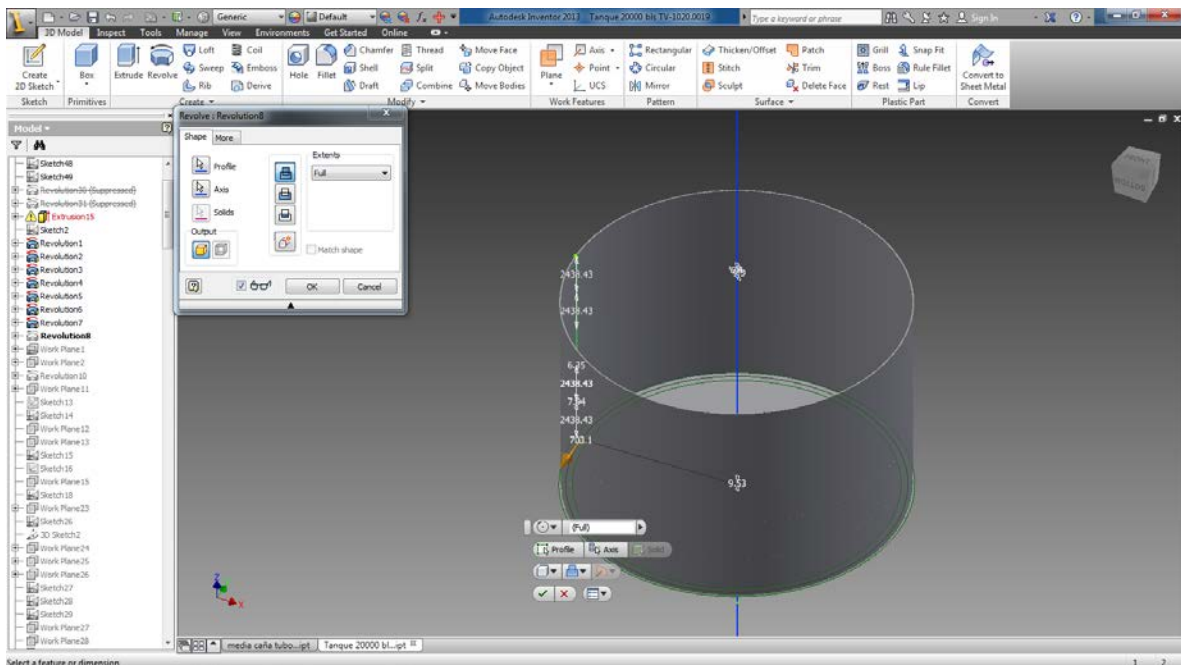 Generic Default Autodesk Inventor 2013 Tanque 20000 bls TV-1020.0019 Type a keyword or phrase Sign In
3D Model Inspect Tools Manage View Environments Get Started Online
Create 2D Sketch
Box
Extrude Revolve
Loft Coil
Sweep Emboss
Rib Derive
Hole Fillet
Chamfer Thread Move Face
Shell Split Copy Object
Draft Combine Move Bodies
Plane
Axis
Point
UCS
Rectangular
Circular
Mirror
Thicken/Offset Patch
Stitch Trim
Sculpt Delete Face
Grill Snap Fit
Boss Rule Fillet
Rest Lip
Convert to Sheet Metal
Sketch Primitives Create Modify Work Features Pattern Surface Plastic Part Convert
Model
Sketch48
Sketch49
Revolution30 (Suppressed)
Revolution31 (Suppressed)
Extrusion15
Sketch2
Revolution1
Revolution2
Revolution3
Revolution4
Revolution5
Revolution6
Revolution7
Revolution8
Work Plane1
Work Plane2
Revolution10
Work Plane11
Sketch13
Sketch14
Work Plane12
Work Plane13
Sketch15
Sketch16
Work Plane15
Sketch18
Work Plane23
Sketch26
3D Sketch2
Work Plane24
Work Plane25
Work Plane26
Sketch27
Sketch28
Sketch29
Work Plane27
Work Plane28
Revolve : Revolution8
Shape More
Profile
Axis
Solids
Output
Extents
Full
Match shape
OK Cancel
FRONT
BOTTOM
2438.43
2438.43
6.35
2438.43
7.94
2438.43
9.53
(Full)
Profile Axis Solid
Z
X
media caña tubo...ipt Tanque 20000 bl...ipt
Select a feature or dimension
1 2